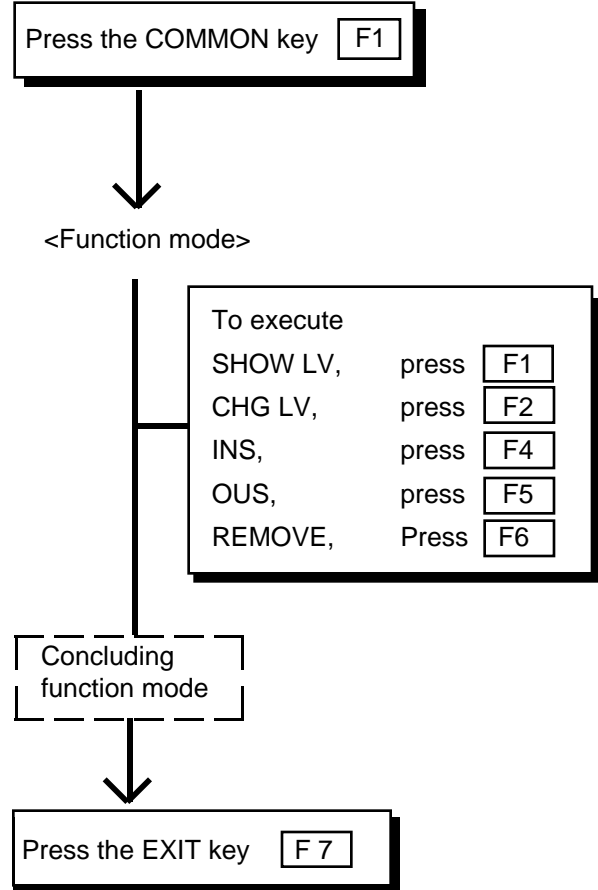 Press the COMMON key F1
<Function mode>
To execute
SHOW LV, press F1
CHG LV, press F2
INS, press F4
OUS, press F5
REMOVE, Press F6
Concluding
function mode
Press the EXIT key F 7